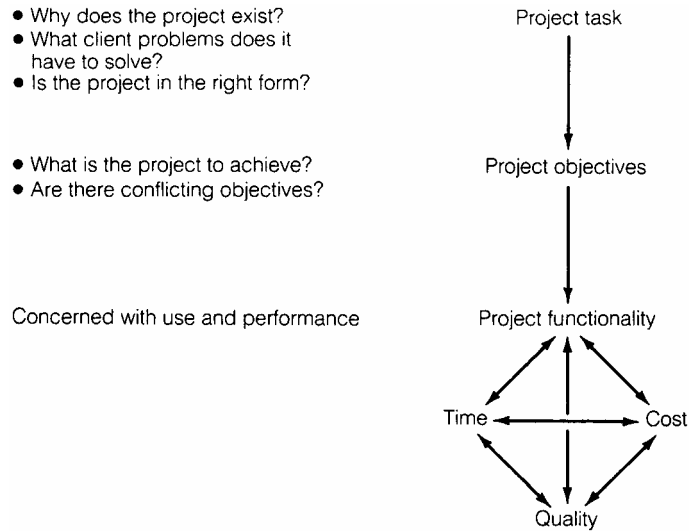 ● Why does the project exist?
● What client problems does it
have to solve?
● Is the project in the right form?
Project task
● What is the project to achieve?
● Are there conflicting objectives?
Project objectives
Concerned with use and performance
Project functionality
Time
Cost
Quality